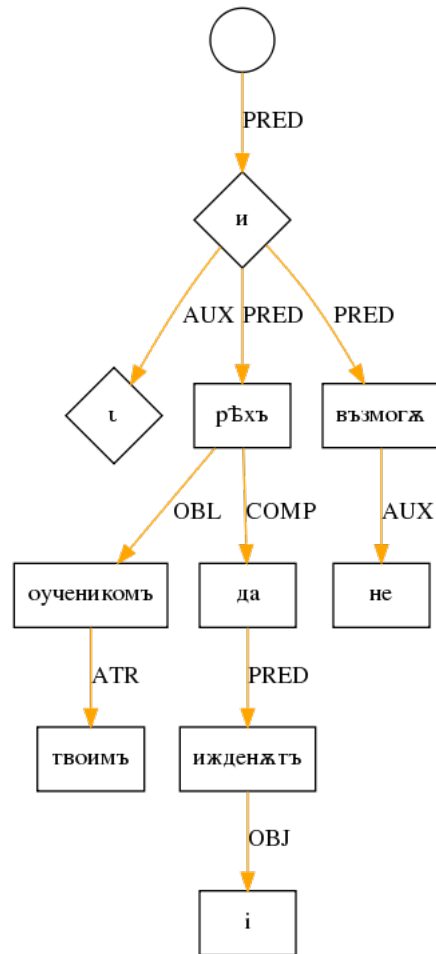 PRED
и
AUX PRED PRED
ɩ рѢхъ възмогѫ
OBL COMP AUX
оученикомъ да не
ATR PRED
твоимъ ижденѫтъ
OBJ
i